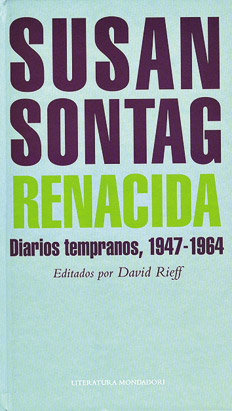 SUSAN
SONTAG
RENACIDA
Diarios tempranos, 1947-1964
Editados por David Rieff
LITERATURA MONDADORI